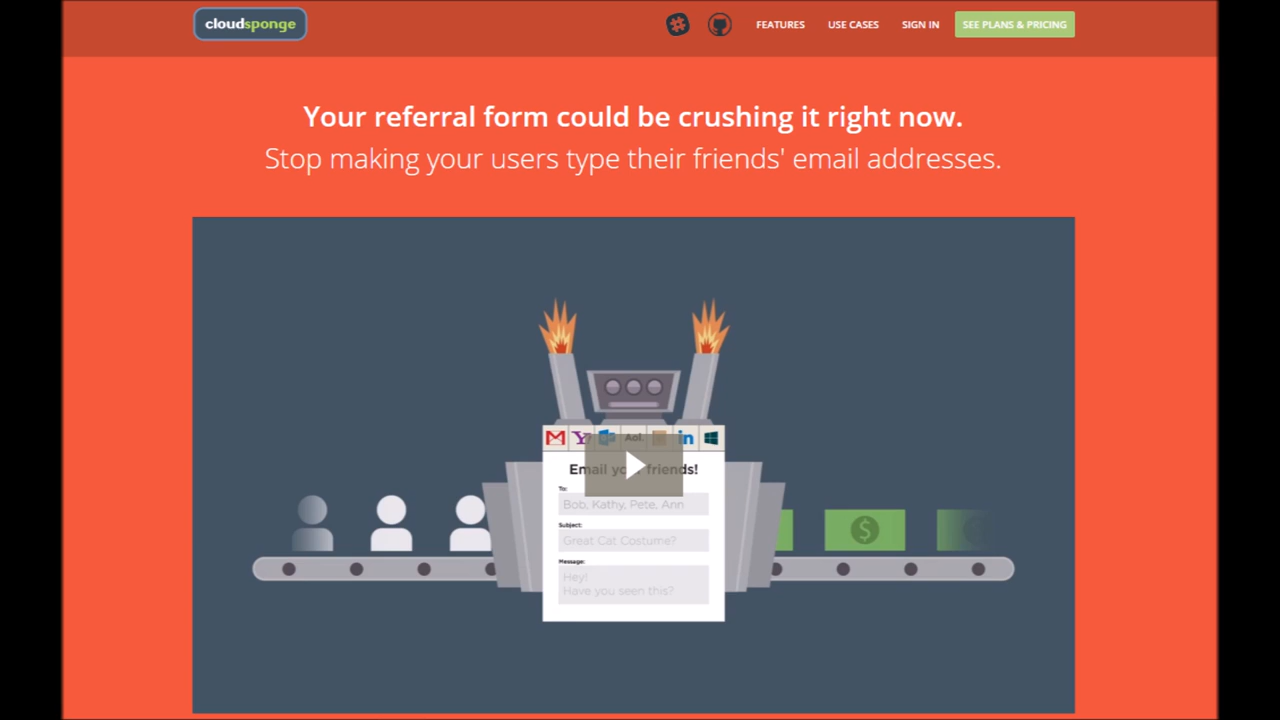 cloudsponge
FEATURES
USE CASES
SIGN IN
SEE PLANS & PRICING
Your referral form could be crushing it right now.
Stop making your users type their friends' email addresses.
Aol.
in
Email your friends!
To:
Bob, Kathy, Pete, Ann
Subject:
Great Cat Costume?
Message:
Hey!
Have you seen this?
$